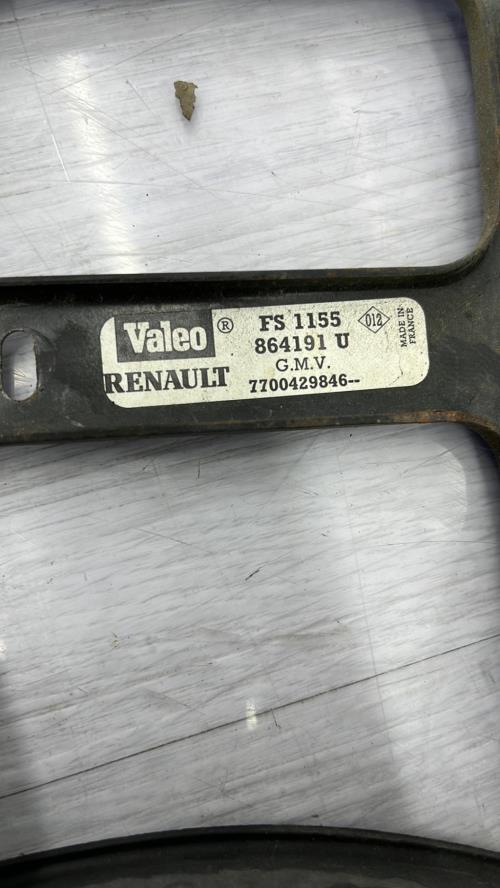 Valeo ® FS 1155
864191 U
G.M.V.
RENAULT 7700429846--
012
MADE IN
FRANCE